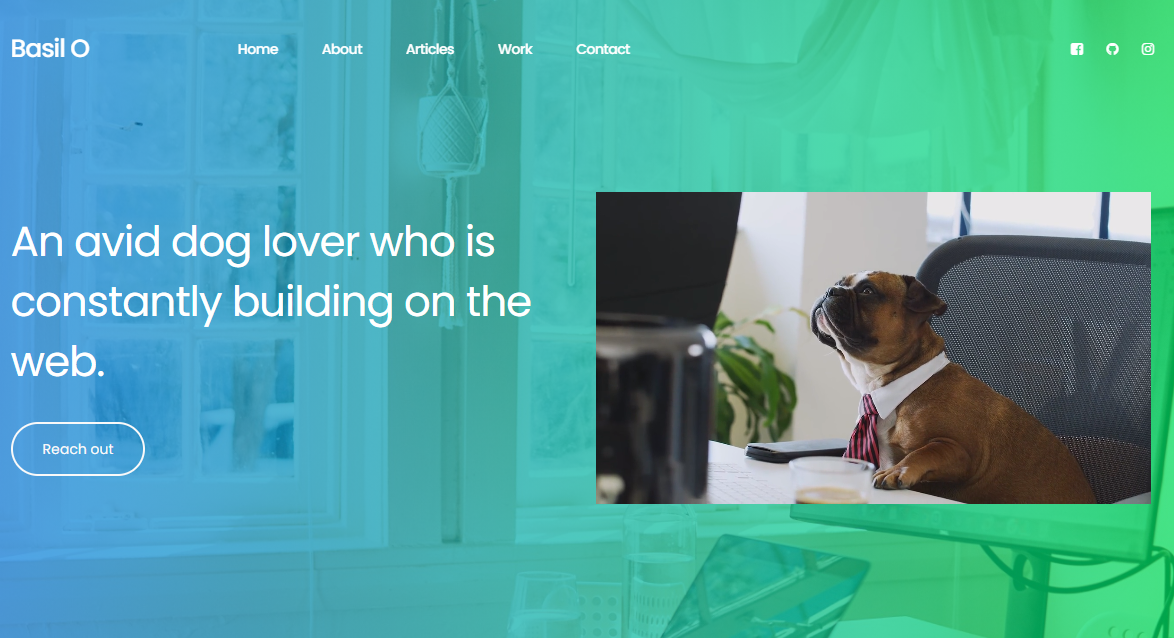 Basil O
Home About Articles Work Contact
An avid dog lover who is
constantly building on the
web.
Reach out